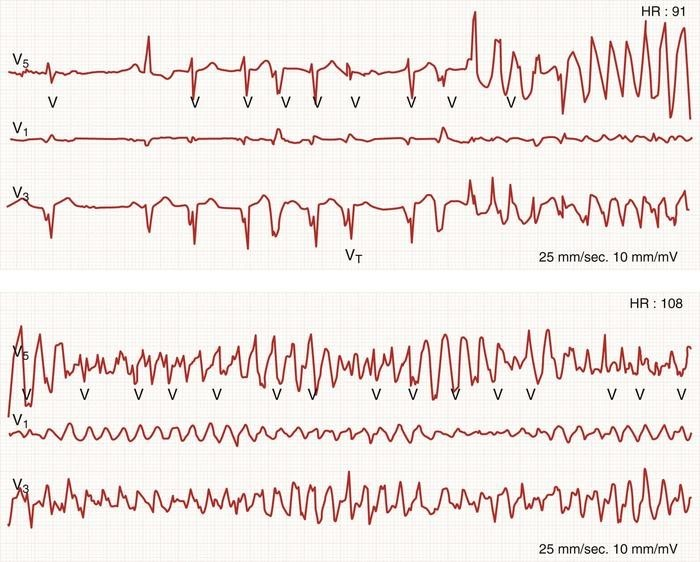 HR : 91
V5
V V V V V V V V V
V1
V3
VT
25 mm/sec. 10 mm/mV
HR : 108
V5
V V V V V V V V V V V V V V V
V1
V3
25 mm/sec. 10 mm/mV